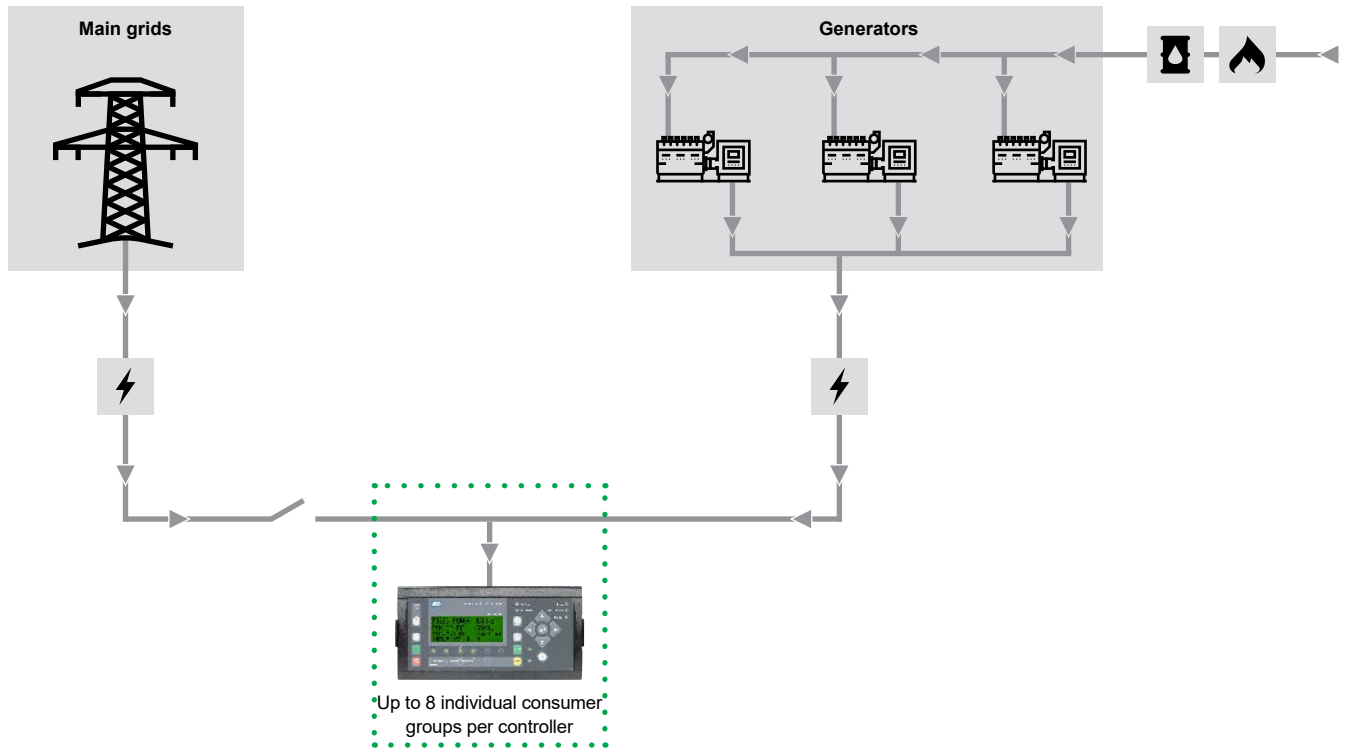 Main grids
Generators
Up to 8 individual consumer
groups per controller